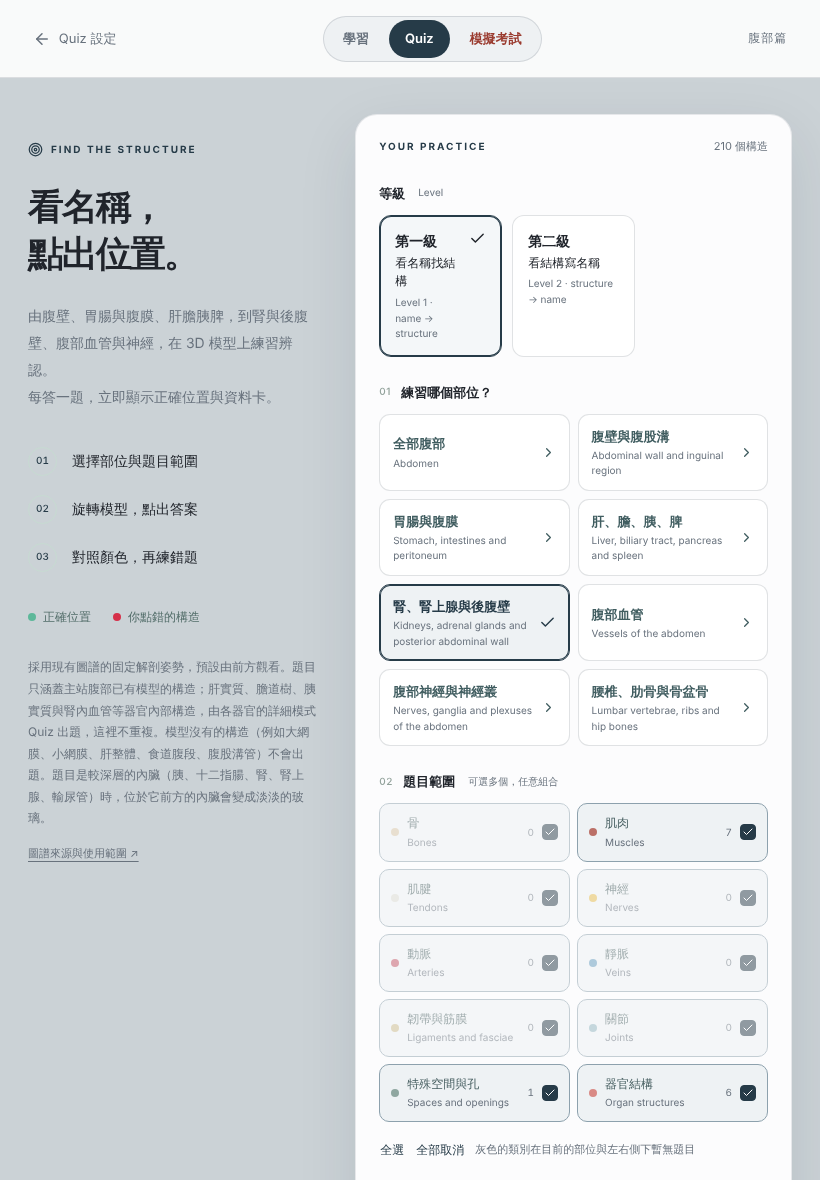 Quiz 設定
學習
Quiz
模擬考試
腹部篇
FIND THE STRUCTURE
看名稱，
點出位置。
由腹壁、胃腸與腹膜、肝膽胰脾，到腎與後腹
壁、腹部血管與神經，在 3D 模型上練習辨
認。
每答一題，立即顯示正確位置與資料卡。
01 選擇部位與題目範圍
02 旋轉模型，點出答案
03 對照顏色，再練錯題
正確位置 你點錯的構造
採用現有圖譜的固定解剖姿勢，預設由前方觀看。題目
只涵蓋主站腹部已有模型的構造；肝實質、膽道樹、胰
實質與腎內血管等器官內部構造，由各器官的詳細模式
Quiz 出題，這裡不重複。模型沒有的構造（例如大網
膜、小網膜、肝整體、食道腹段、腹股溝管）不會出
題。題目是較深層的內臟（胰、十二指腸、腎、腎上
腺、輸尿管）時，位於它前方的內臟會變成淡淡的玻
璃。
圖譜來源與使用範圍 ↗
YOUR PRACTICE
210 個構造
等級 Level
第一級
看名稱找結
構
Level 1 ·
name →
structure
第二級
看結構寫名稱
Level 2 · structure
→ name
01 練習哪個部位？
全部腹部
Abdomen
腹壁與腹股溝
Abdominal wall and inguinal
region
胃腸與腹膜
Stomach, intestines and
peritoneum
肝、膽、胰、脾
Liver, biliary tract, pancreas
and spleen
腎、腎上腺與後腹壁
Kidneys, adrenal glands and
posterior abdominal wall
腹部血管
Vessels of the abdomen
腹部神經與神經叢
Nerves, ganglia and plexuses
of the abdomen
腰椎、肋骨與骨盆骨
Lumbar vertebrae, ribs and
hip bones
02 題目範圍 可選多個，任意組合
骨
Bones
0
肌肉
Muscles
7
肌腱
Tendons
0
神經
Nerves
0
動脈
Arteries
0
靜脈
Veins
0
韌帶與筋膜
Ligaments and fasciae
0
關節
Joints
0
特殊空間與孔
Spaces and openings
1
器官結構
Organ structures
6
全選 全部取消 灰色的類別在目前的部位與左右側下暫無題目